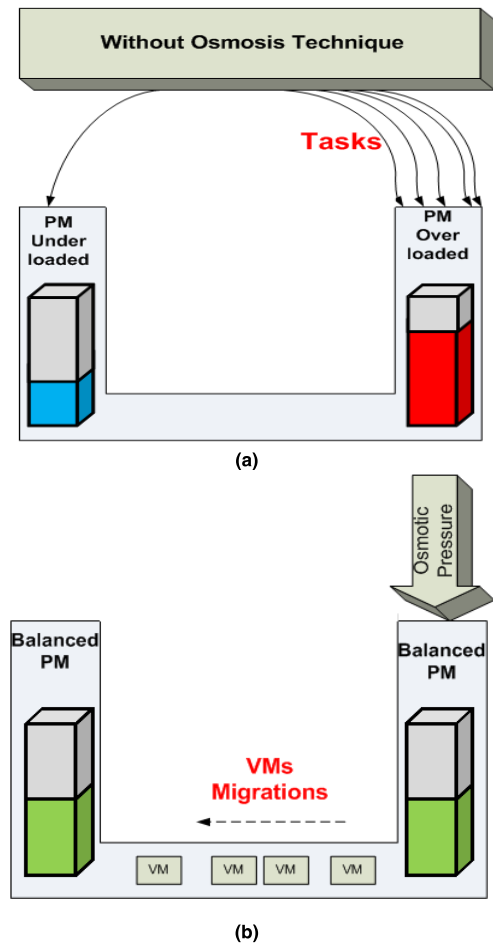 Without Osmosis Technique
Tasks
PM
Under
loaded
PM
Over
loaded
(a)
Osmotic
Pressure
Balanced
PM
Balanced
PM
VMs
Migrations
VM
VM
VM
VM
(b)